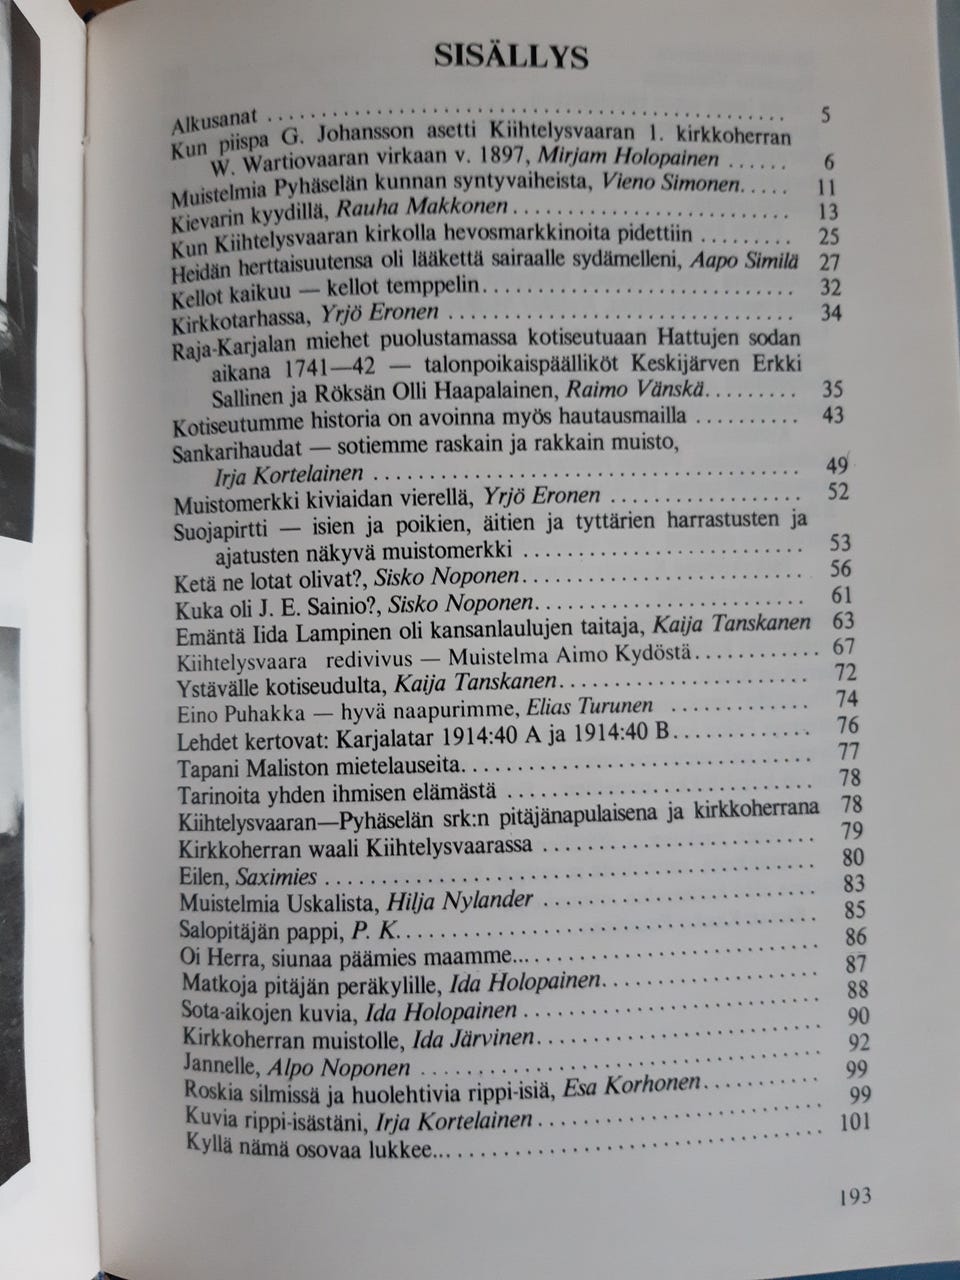 SISÄLLYS
Alkusanat ........................................ 5
Kun piispa G. Johansson asetti Kiihtelysvaaran 1. kirkkoherran
W. Wartiovaaran virkaan v. 1897, Mirjam Holopainen ...... 6
Muistelmia Pyhäselän kunnan syntyvaiheista, Vieno Simonen..... 11
Kievarin kyydillä, Rauha Makkonen ......................... 13
Kun Kiihtelysvaaran kirkolla hevosmarkkinoita pidettiin ......... 25
Heidän herttaisuutensa oli lääkettä sairaalle sydämelleni, Aapo Similä 27
Kellot kaikuu — kellot temppelin............................ 32
Kirkkotarhassa, Yrjö Eronen ................................ 34
Raja-Karjalan miehet puolustamassa kotiseutuaan Hattujen sodan
aikana 1741—42 — talonpoikaispäälliköt Keskijärven Erkki
Sallinen ja Röksän Olli Haapalainen, Raimo Vänskä......... 35
Kotiseutumme historia on avoinna myös hautausmailla .......... 43
Sankarihaudat — sotiemme raskain ja rakkain muisto,
Irja Kortelainen ....................................... 49
Muistomerkki kiviaidan vierellä, Yrjö Eronen .................. 52
Suojapirtti — isien ja poikien, äitien ja tyttärien harrastusten ja
ajatusten näkyvä muistomerkki ......................... 53
Ketä ne lotat olivat?, Sisko Noponen......................... 56
Kuka oli J. E. Sainio?, Sisko Noponen........................ 61
Emäntä Iida Lampinen oli kansanlaulujen taitaja, Kaija Tanskanen 63
Kiihtelysvaara redivivus — Muistelma Aimo Kydöstä............ 67
Ystävälle kotiseudulta, Kaija Tanskanen...................... 72
Eino Puhakka — hyvä naapurimme, Elias Turunen ............. 74
Lehdet kertovat: Karjalatar 1914:40 A ja 1914:40 B............ 76
Tapani Maliston mietelauseita............................... 77
Tarinoita yhden ihmisen elämästä ........................... 78
Kiihtelysvaaran—Pyhäselän srk:n pitäjänapulaisena ja kirkkoherrana 78
Kirkkoherran waali Kiihtelysvaarassa ........................ 79
Eilen, Saximies ........................................... 80
Muistelmia Uskalista, Hilja Nylander ........................ 83
Salopitäjän pappi, P. K..................................... 85
Oi Herra, siunaa päämies maamme............................. 86
Matkoja pitäjän peräkylille, Ida Holopainen................... 87
Sota-aikojen kuvia, Ida Holopainen .......................... 88
Kirkkoherran muistolle, Ida Järvinen......................... 90
Jannelle, Alpo Noponen .................................... 92
Roskia silmissä ja huolehtivia rippi-isiä, Esa Korhonen........... 99
Kuvia rippi-isästäni, Irja Kortelainen ......................... 99
Kyllä nämä osovaa lukkee................................... 101
193